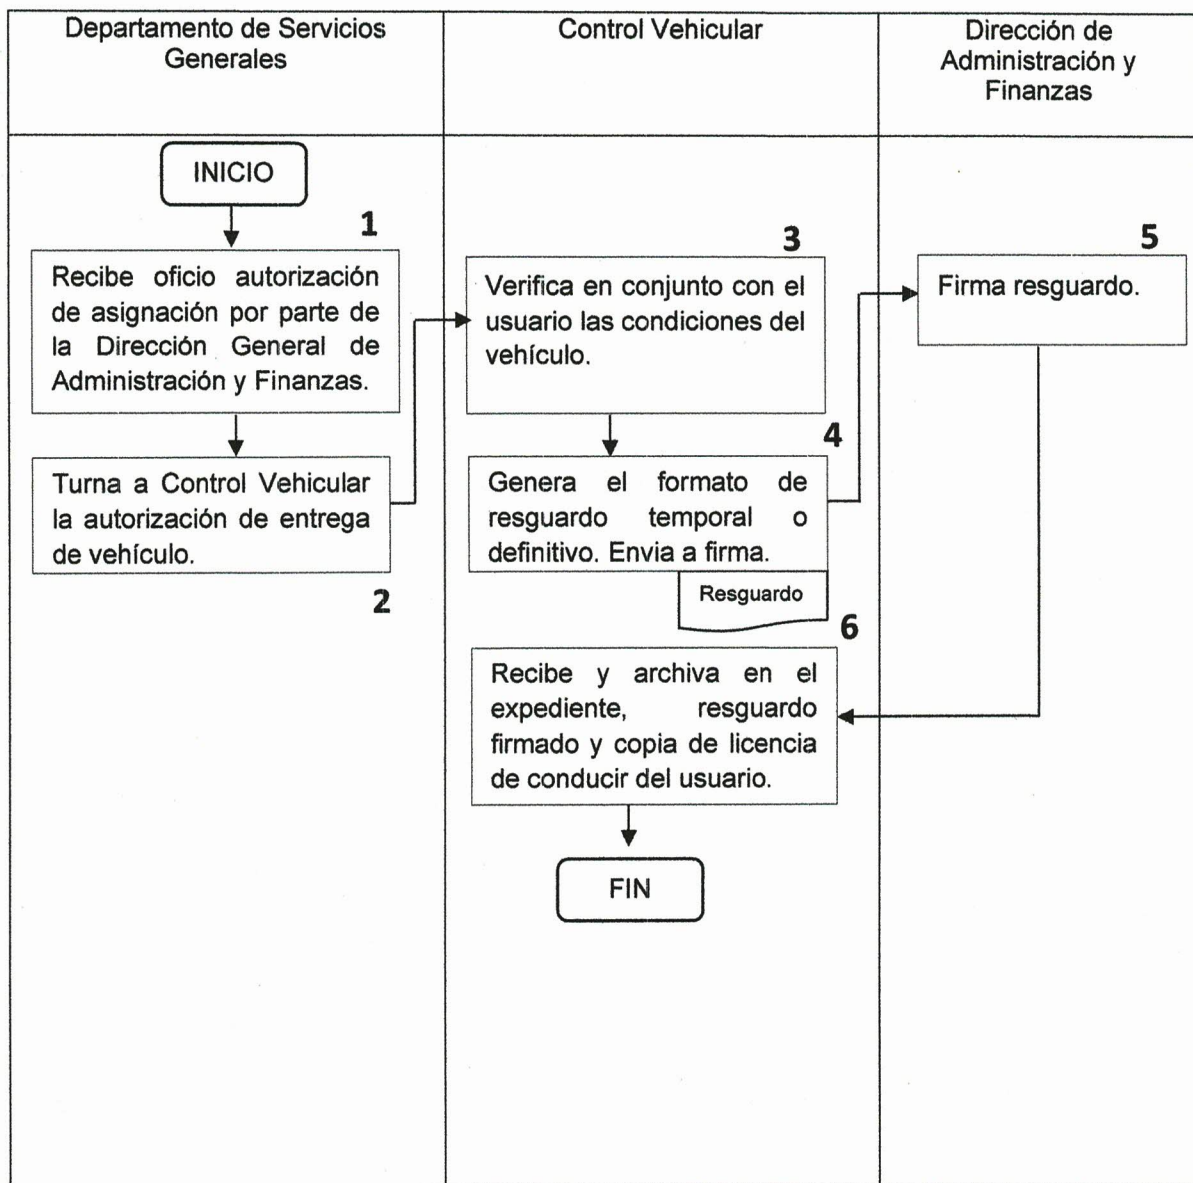 Departamento de Servicios
Generales
Control Vehicular
Dirección de
Administración y
Finanzas
INICIO
1
Recibe oficio autorización
de asignación por parte de
la Dirección General de
Administración y Finanzas.
Turna a Control Vehicular
la autorización de entrega
de vehículo.
2
3
Verifica en conjunto con el
usuario las condiciones del
vehículo.
4
Genera el formato de
resguardo temporal o
definitivo. Envia a firma.
Resguardo
5
Firma resguardo.
6
Recibe y archiva en el
expediente, resguardo
firmado y copia de licencia
de conducir del usuario.
FIN